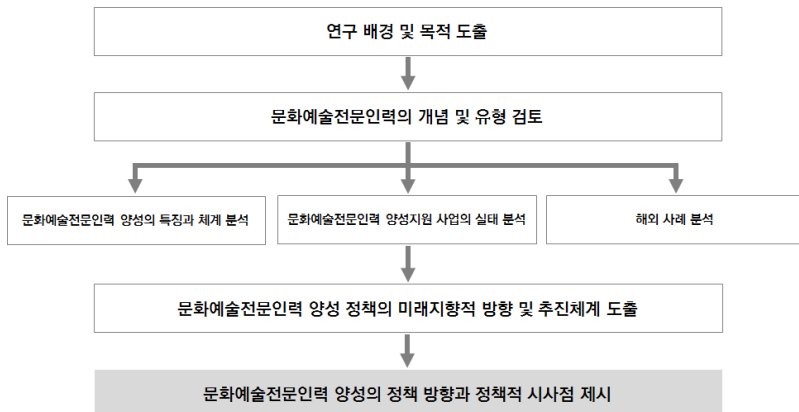 연구 배경 및 목적 도출
문화예술전문인력의 개념 및 유형 검토
문화예술전문인력 양성의 특징과 체계 분석
문화예술전문인력 양성지원 사업의 실태 분석
해외 사례 분석
문화예술전문인력 양성 정책의 미래지향적 방향 및 추진체계 도출
문화예술전문인력 양성의 정책 방향과 정책적 시사점 제시